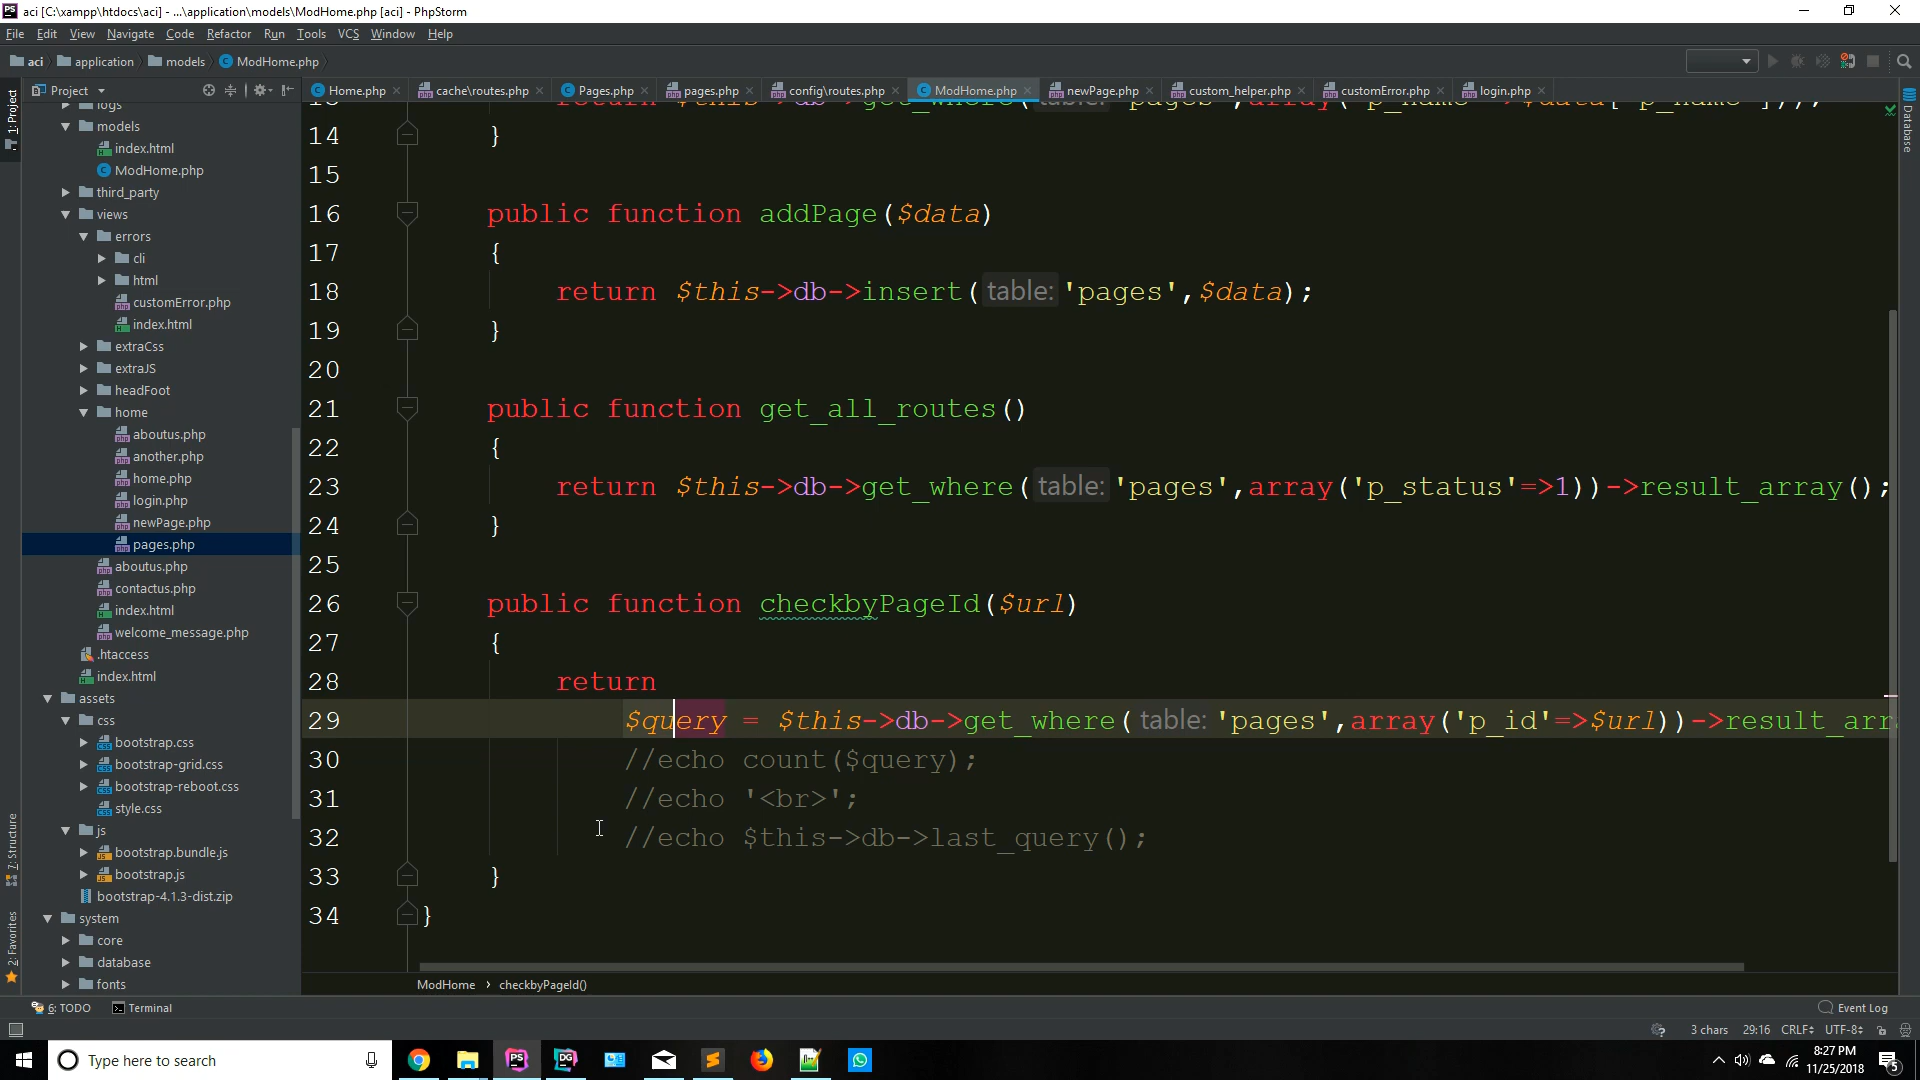 aci [C:\xampp\htdocs\aci] - ...\application\models\ModHome.php [aci] - PhpStorm
File Edit View Navigate Code Refactor Run Tools VCS Window Help
aci application models ModHome.php
Project
Home.php cache\routes.php Pages.php pages.php config\routes.php ModHome.php newPage.php custom_helper.php customError.php login.php
1: Project
7: Structure
2: Favorites
Database
logs
models
index.html
ModHome.php
third_party
views
errors
cli
html
customError.php
index.html
extraCss
extraJS
headFoot
home
aboutus.php
another.php
home.php
login.php
newPage.php
pages.php
aboutus.php
contactus.php
index.html
welcome_message.php
.htaccess
index.html
assets
css
bootstrap.css
bootstrap-grid.css
bootstrap-reboot.css
style.css
js
bootstrap.bundle.js
bootstrap.js
bootstrap-4.1.3-dist.zip
system
core
database
fonts
14 }
15
16 public function addPage($data)
17 {
18 return $this->db->insert( table: 'pages',$data);
19 }
20
21 public function get_all_routes()
22 {
23 return $this->db->get_where( table: 'pages',array('p_status'=>1))->result_array();
24 }
25
26 public function checkbyPageId($url)
27 {
28 return
29 $query = $this->db->get_where( table: 'pages',array('p_id'=>$url))->result_arr
30 //echo count($query);
31 //echo '<br>';
32 //echo $this->db->last_query();
33 }
34 }
ModHome › checkbyPageId()
6: TODO Terminal Event Log
3 chars 29:16 CRLF UTF-8
Type here to search
8:27 PM
11/25/2018
5